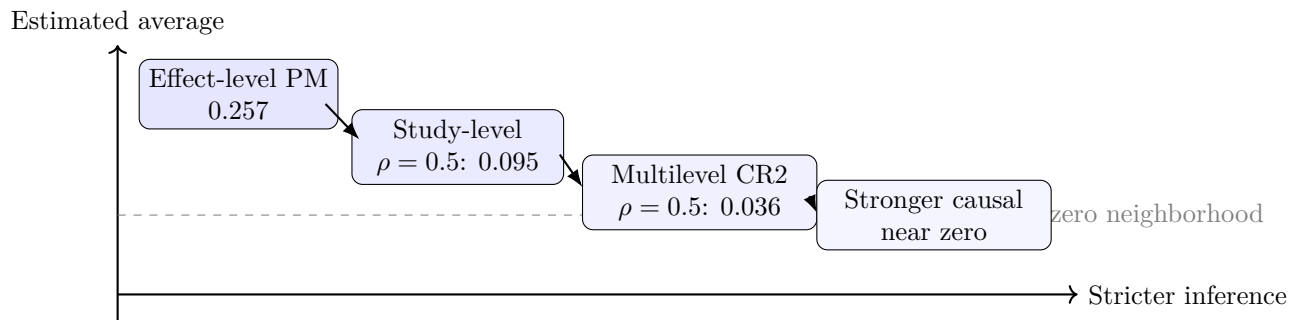 Estimated average
Effect-level PM
0.257
Study-level
ρ = 0.5: 0.095
Multilevel CR2
ρ = 0.5: 0.036
Stronger causal
near zero
zero neighborhood
Stricter inference